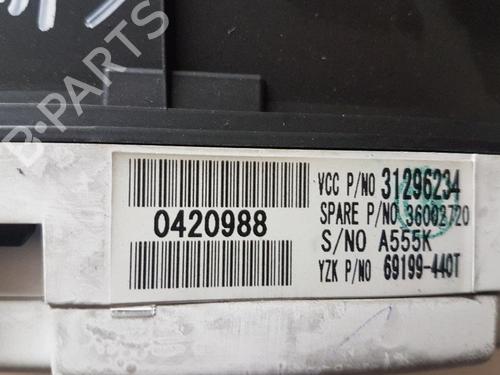 B-PARTS
VCC P/NO 31296234
0420988
SPARE P/NO 36002720
S/NO A555K
YZK P/NO 69199-440T